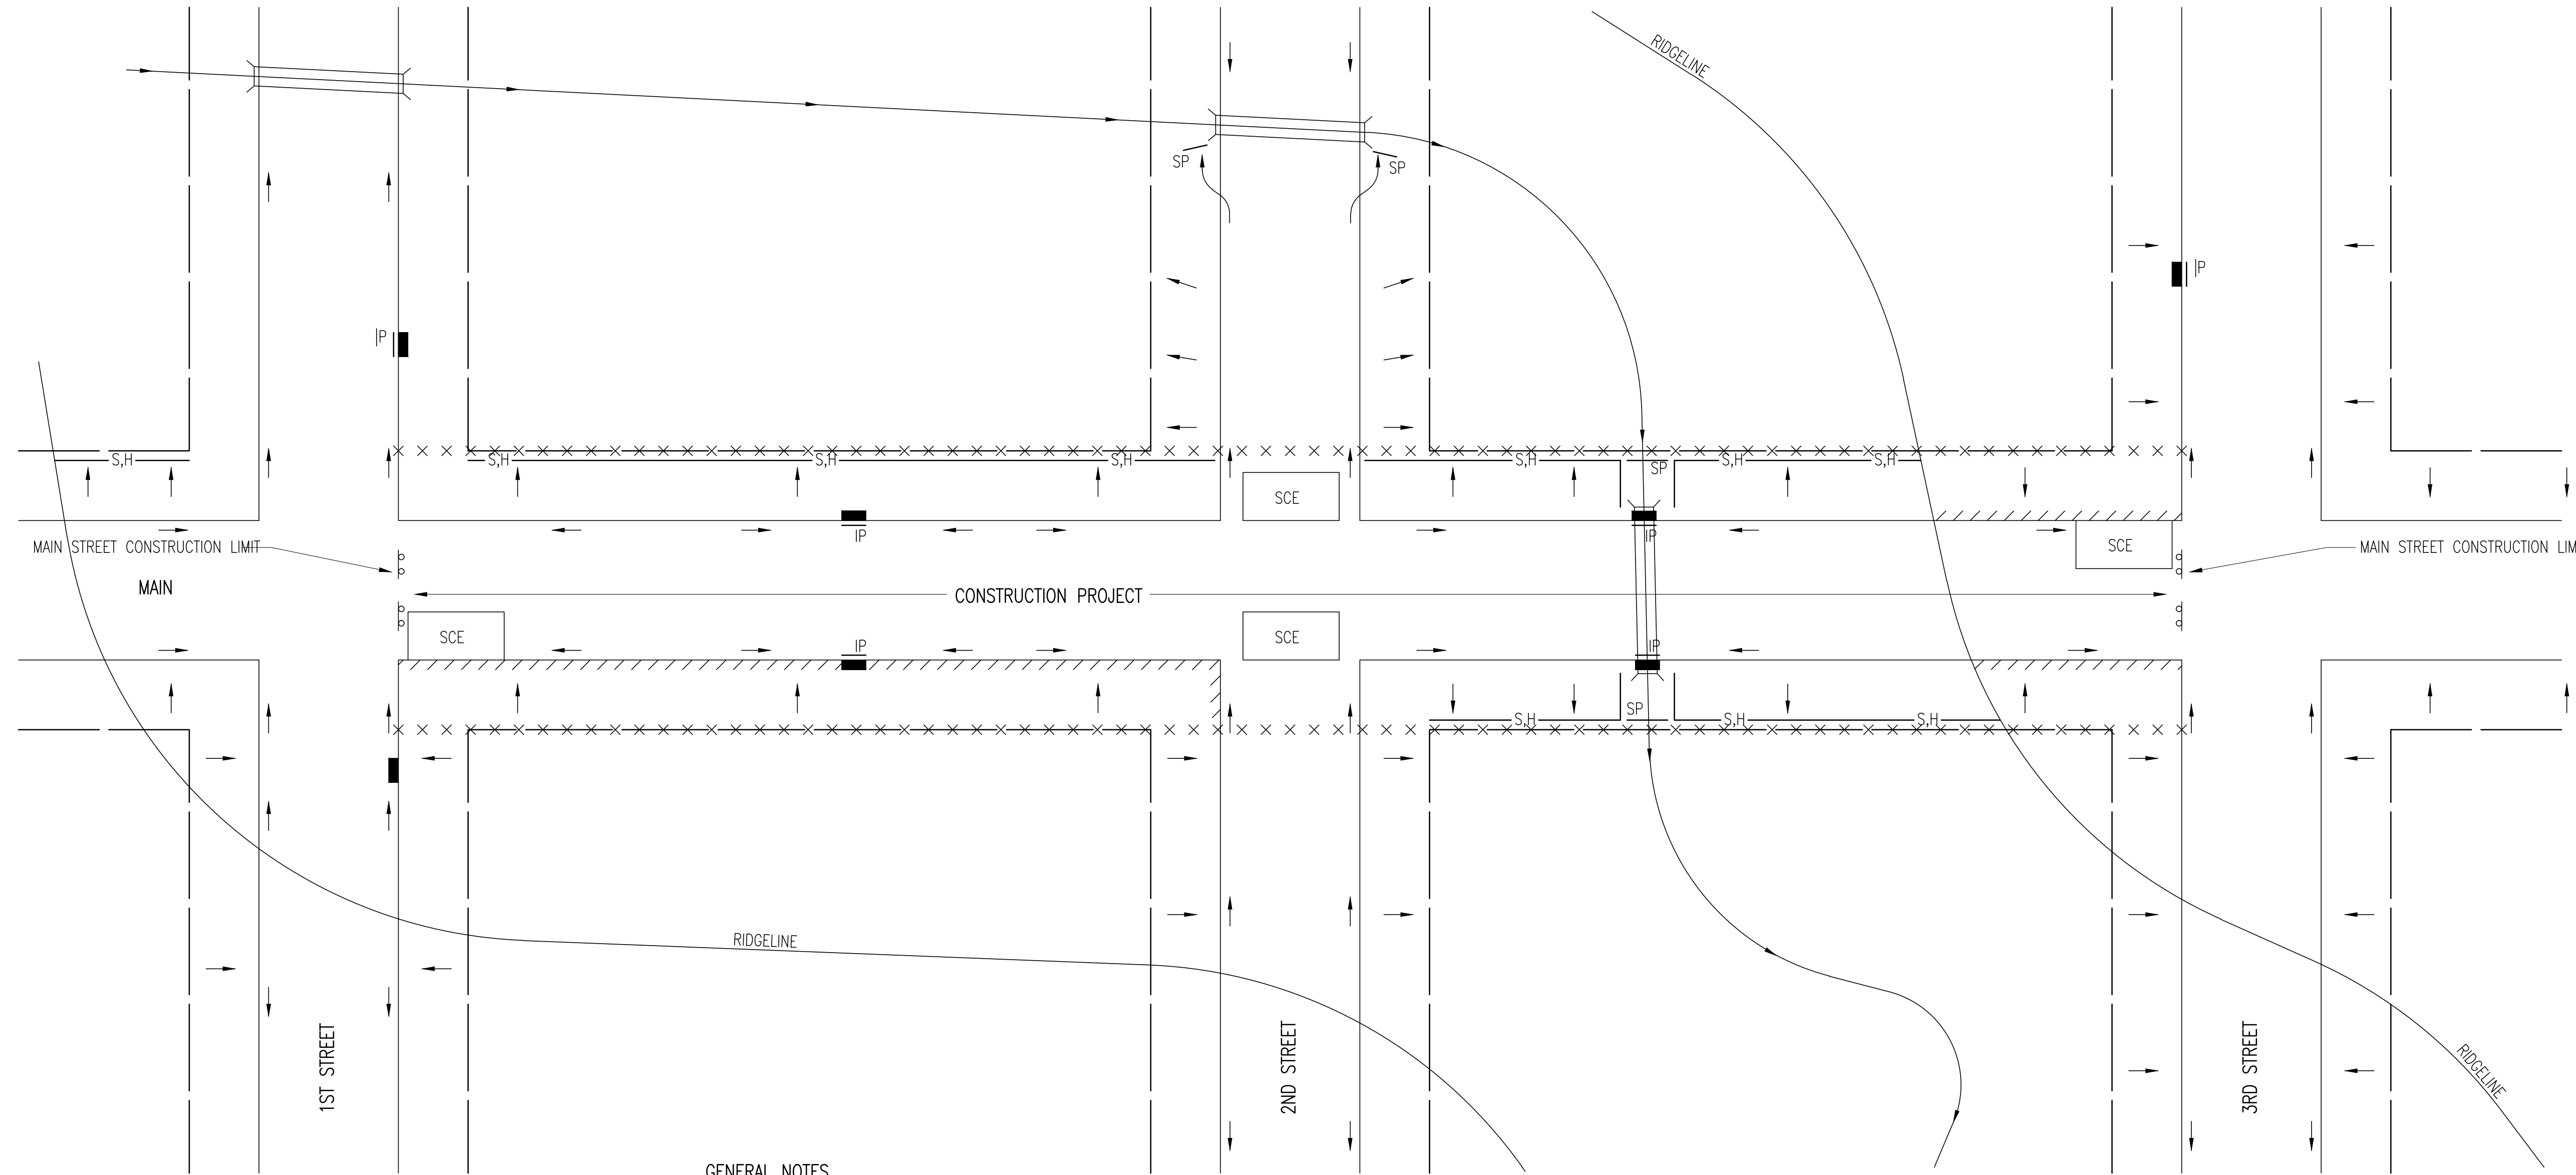 RIDGELINE
SP
SP
IP
IP
S,H
S,H
S,H
S,H
S,H
SP
S,H
S,H
SCE
IP
IP
MAIN STREET CONSTRUCTION LIMIT
SCE
MAIN STREET CONSTRUCTION LIM
MAIN
CONSTRUCTION PROJECT
SCE
SCE
IP
IP
S,H
SP
S,H
S,H
RIDGELINE
1ST STREET
2ND STREET
3RD STREET
RIDGELINE
GENERAL NOTES